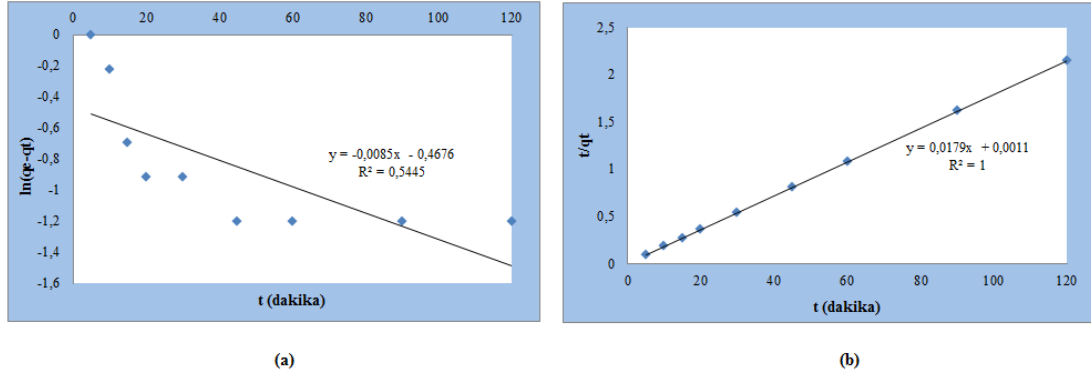 0 20 40 60 80 100 120
0
-0,2
-0,4
-0,6
-0,8
-1
-1,2
-1,4
-1,6
ln(qe-qt)
y = -0,0085x - 0,4676
R² = 0,5445
t (dakika)
(a)
2,5
2
1,5
1
0,5
0
t/qt
y = 0,0179x + 0,0011
R² = 1
0 20 40 60 80 100 120
t (dakika)
(b)